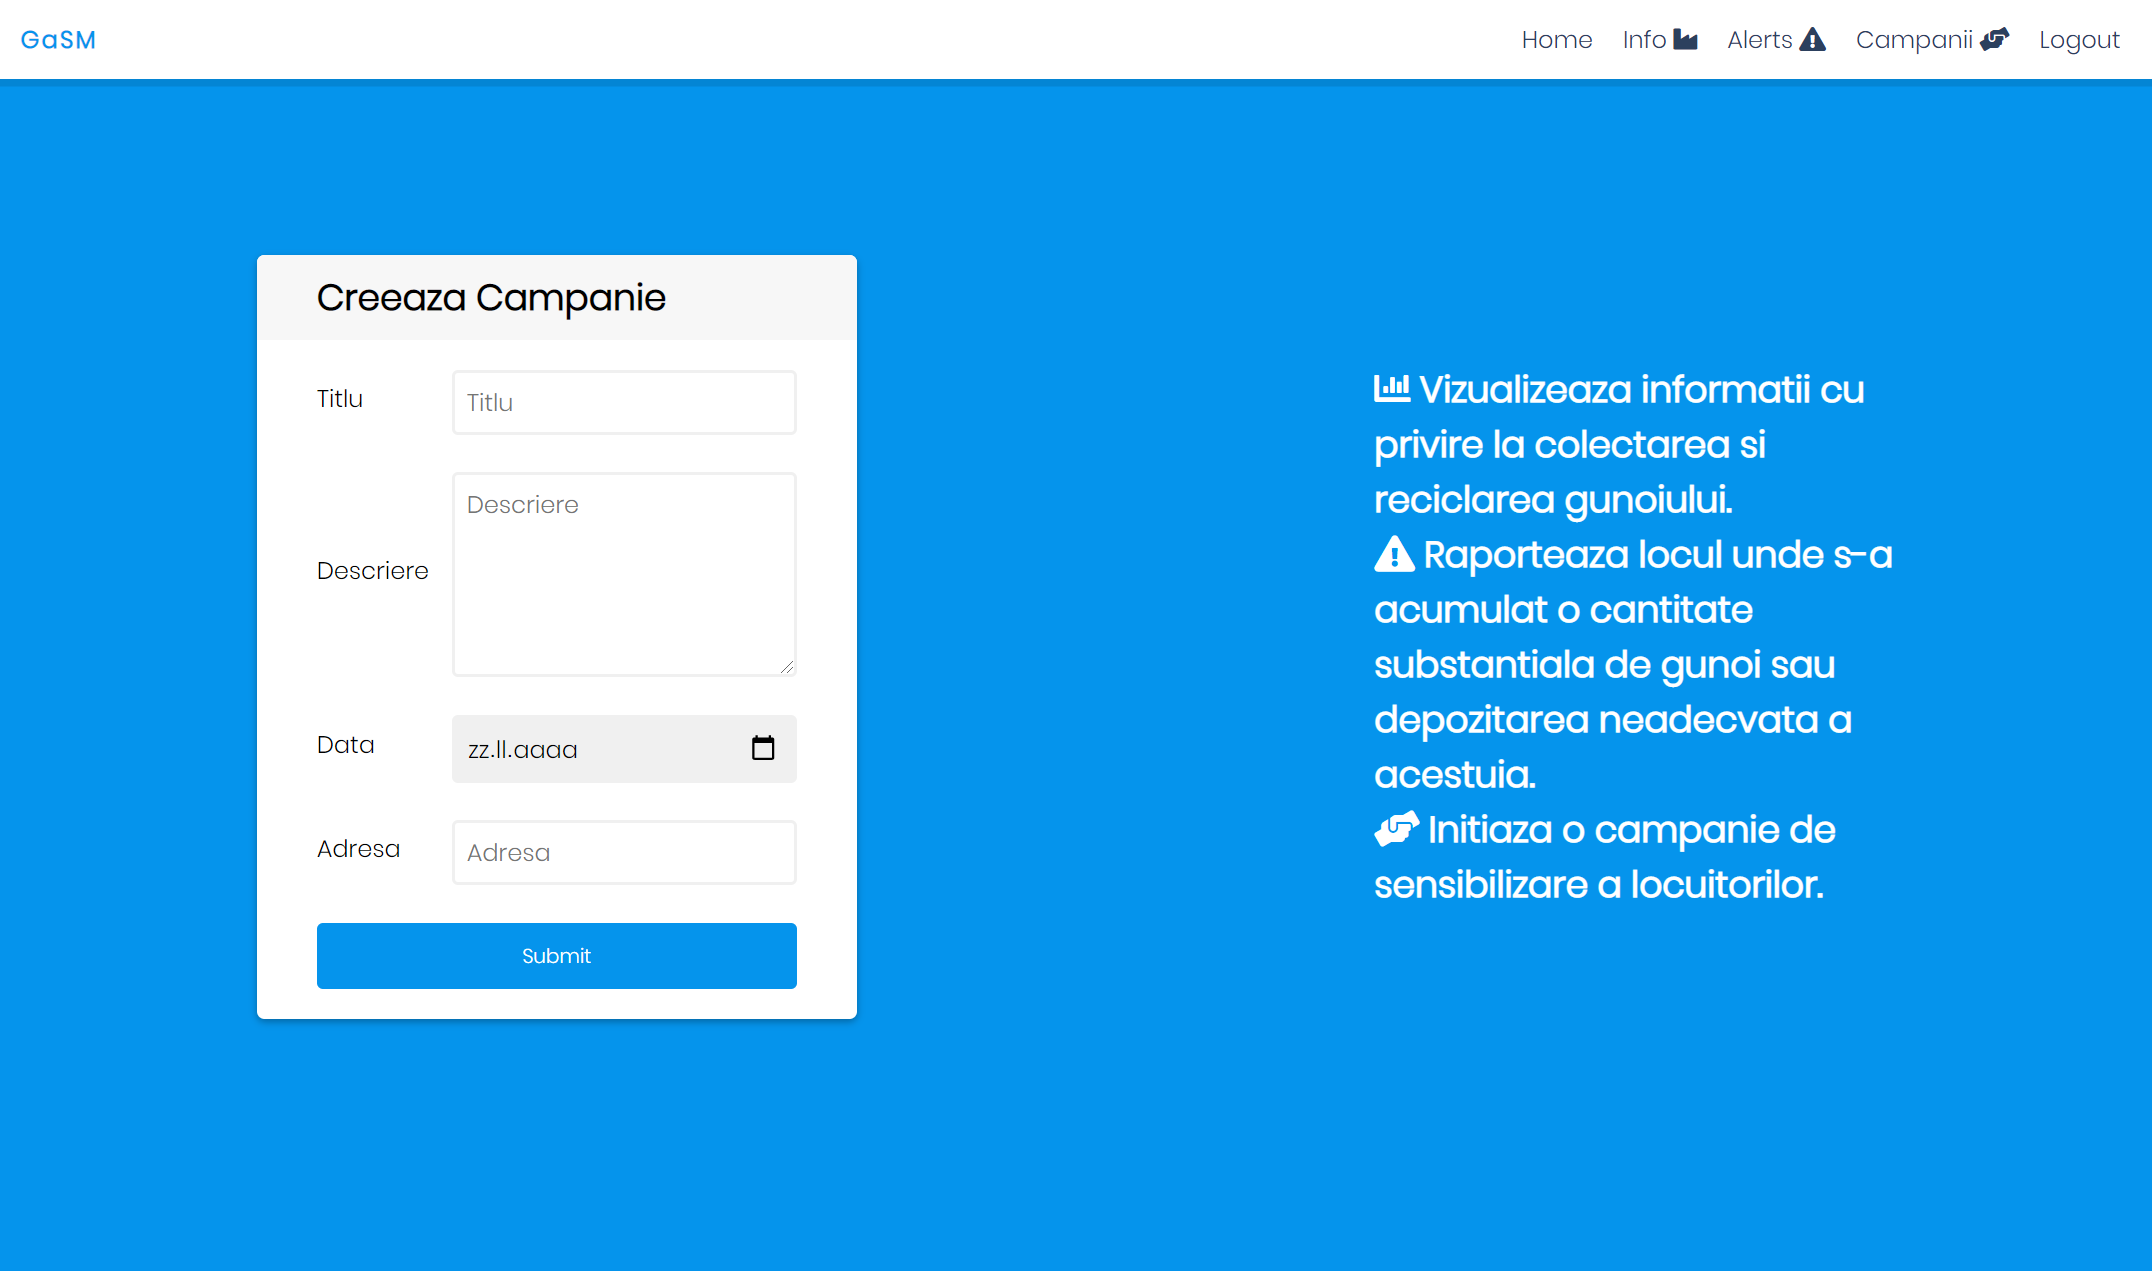 GaSM
Home Info Alerts Campanii Logout
Creeaza Campanie
Titlu
Titlu
Descriere
Descriere
Data
zz.ll.aaaa
Adresa
Adresa
Submit
Vizualizeaza informatii cu
privire la colectarea si
reciclarea gunoiului.
Raporteaza locul unde s-a
acumulat o cantitate
substantiala de gunoi sau
depozitarea neadecvata a
acestuia.
Initiaza o campanie de
sensibilizare a locuitorilor.